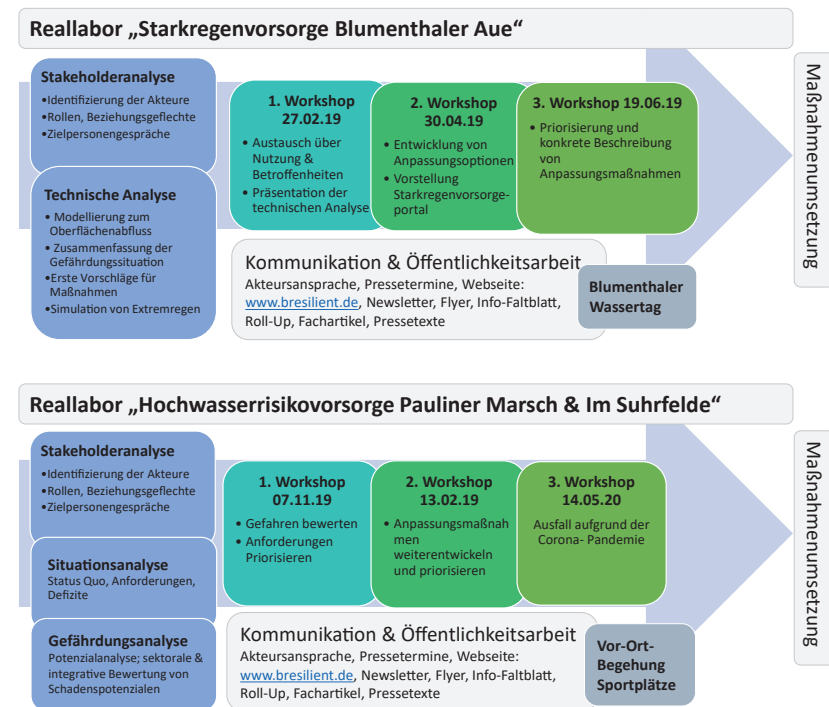 Reallabor „Starkregenvorsorge Blumenthaler Aue“
Stakeholderanalyse
•Identifizierung der Akteure
•Rollen, Beziehungsgeflechte
•Zielpersonengespräche
Technische Analyse
• Modellierung zum
Oberflächenabfluss
• Zusammenfassung der
Gefährdungssituation
•Erste Vorschläge für
Maßnahmen
•Simulation von Extremregen
1. Workshop
27.02.19
• Austausch über
Nutzung &
Betroffenheiten
• Präsentation der
technischen Analyse
2. Workshop
30.04.19
• Entwicklung von
Anpassungsoptionen
• Vorstellung
Starkregenvorsorge-
portal
3. Workshop 19.06.19
• Priorisierung und
konkrete Beschreibung
von
Anpassungsmaßnahmen
Kommunikation & Öffentlichkeitsarbeit
Akteursansprache, Pressetermine, Webseite:
www.bresilient.de, Newsletter, Flyer, Info-Faltblatt,
Roll-Up, Fachartikel, Pressetexte
Blumenthaler
Wassertag
Maßnahmenumsetzung
Reallabor „Hochwasserrisikovorsorge Pauliner Marsch & Im Suhrfelde“
Stakeholderanalyse
•Identifizierung der Akteure
•Rollen, Beziehungsgeflechte
•Zielpersonengespräche
Situationsanalyse
Status Quo, Anforderungen,
Defizite
Gefährdungsanalyse
Potenzialanalyse; sektorale &
integrative Bewertung von
Schadenspotenzialen
1. Workshop
07.11.19
• Gefahren bewerten
• Anforderungen
Priorisieren
2. Workshop
13.02.19
• Anpassungsmaßnah
men
weiterentwickeln
und priorisieren
3. Workshop
14.05.20
Ausfall aufgrund der
Corona- Pandemie
Kommunikation & Öffentlichkeitsarbeit
Akteursansprache, Pressetermine, Webseite:
www.bresilient.de, Newsletter, Flyer, Info-Faltblatt,
Roll-Up, Fachartikel, Pressetexte
Vor-Ort-
Begehung
Sportplätze
Maßnahmenumsetzung